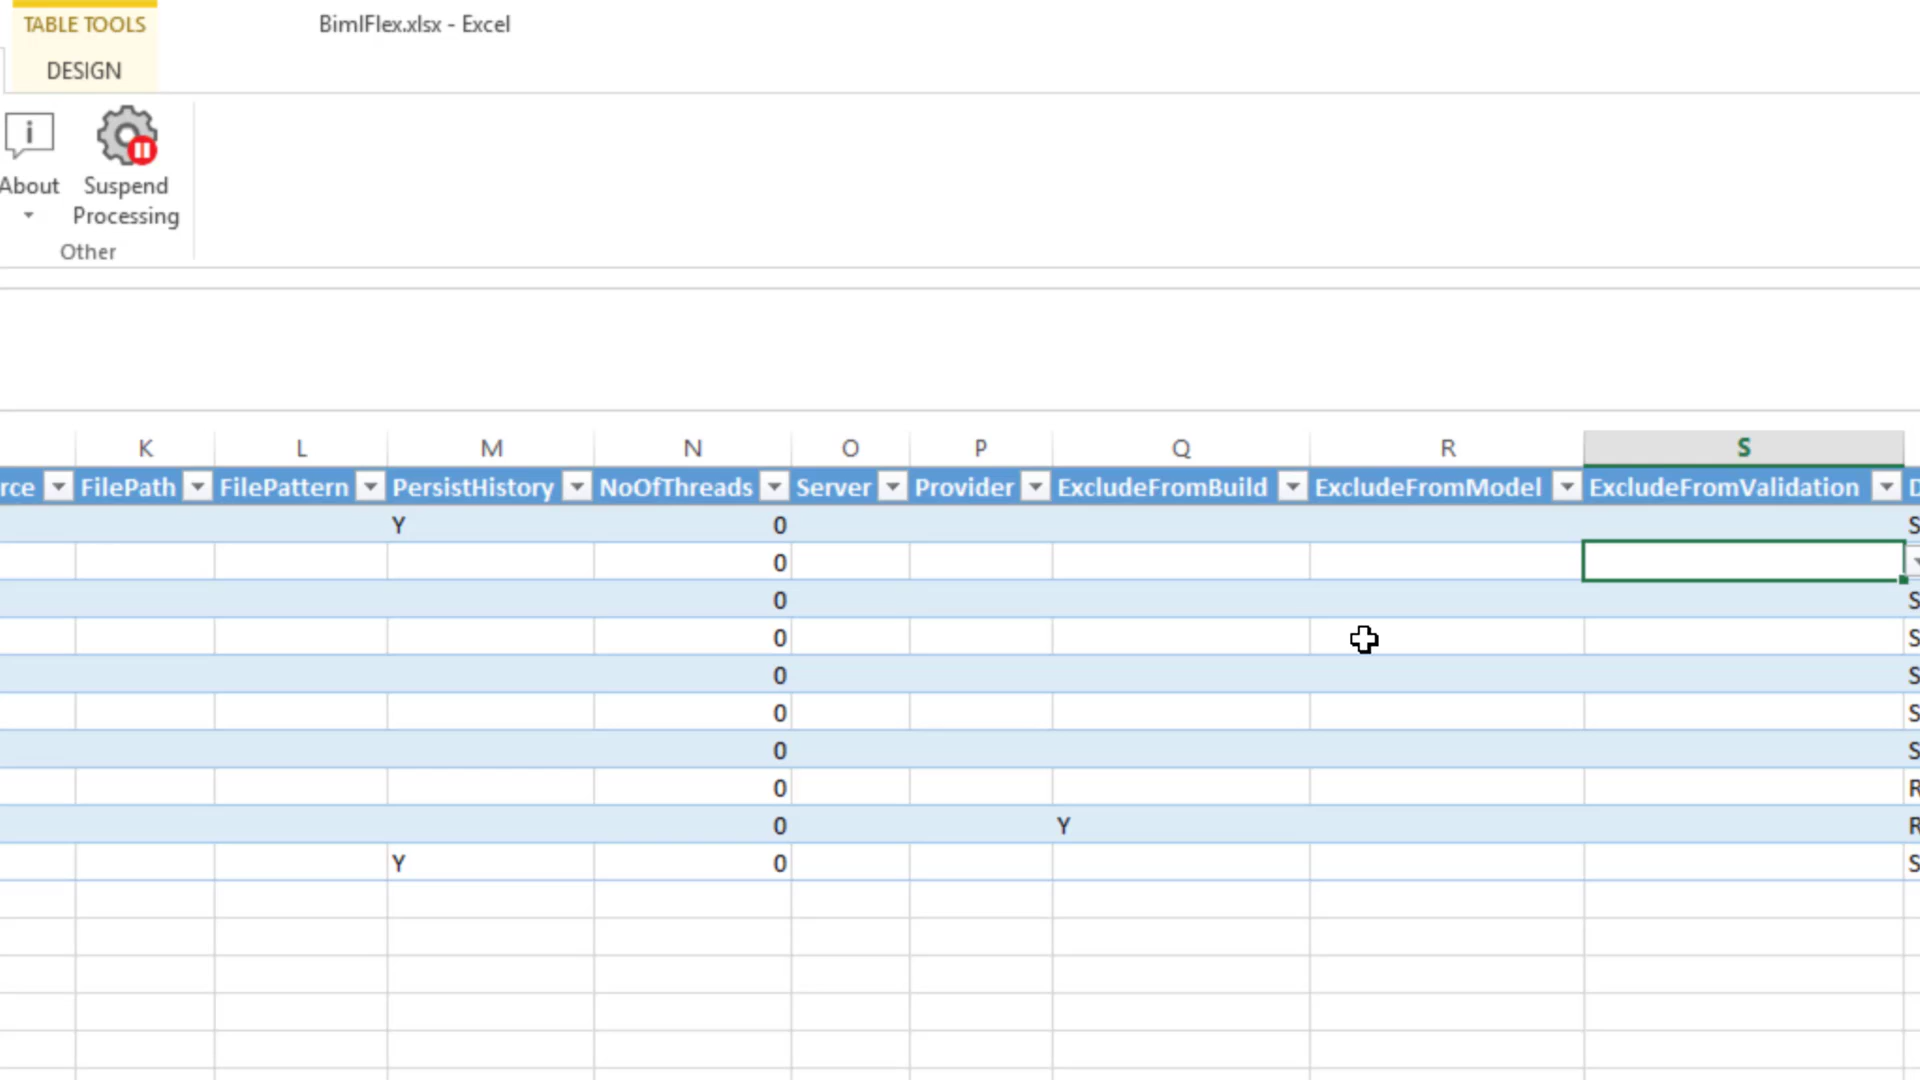 TABLE TOOLS
BimlFlex.xlsx - Excel
DESIGN
About
Suspend Processing
Other
K L M N O P Q R S
rce FilePath FilePattern PersistHistory NoOfThreads Server Provider ExcludeFromBuild ExcludeFromModel ExcludeFromValidation D
Y 0 S
0
0 S
0 S
0 S
0 S
0 S
0 R
0 Y R
Y 0 S